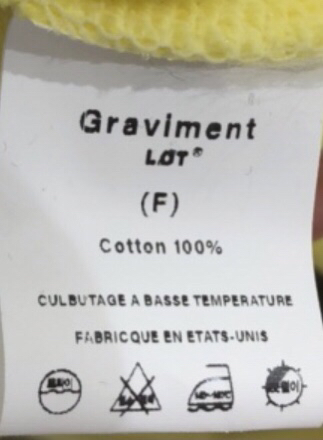 Graviment
LØT®
(F)
Cotton 100%
CULBUTAGE A BASSE TEMPERATURE
FABRICQUE EN ETATS-UNIS